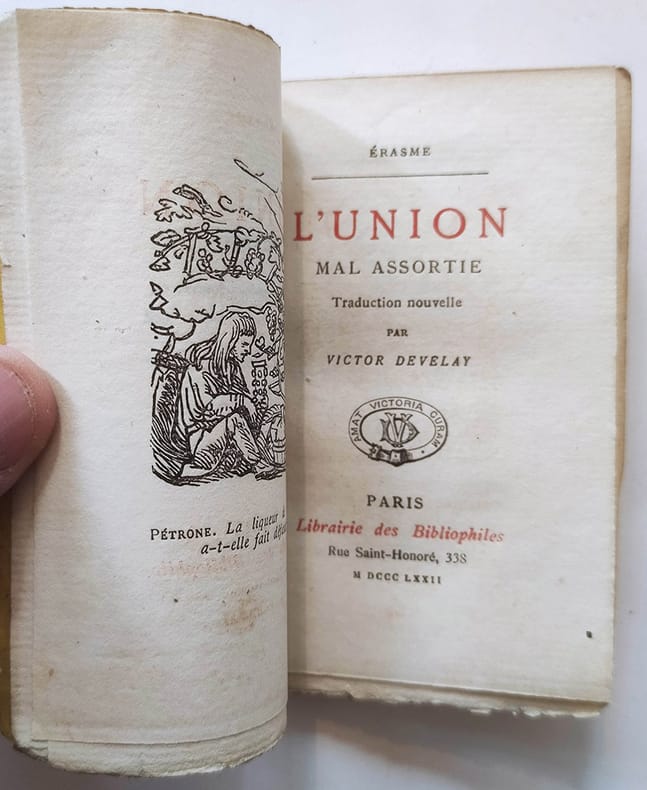 PÉTRONE. La liqueur a
a-t-elle fait
ÉRASME
L'UNION
MAL ASSORTIE
Traduction nouvelle
PAR
VICTOR DEVELAY
AMAT VICTORIA CURAM
VD
PARIS
Librairie des Bibliophiles
Rue Saint-Honoré, 338
M DCCC LXXII